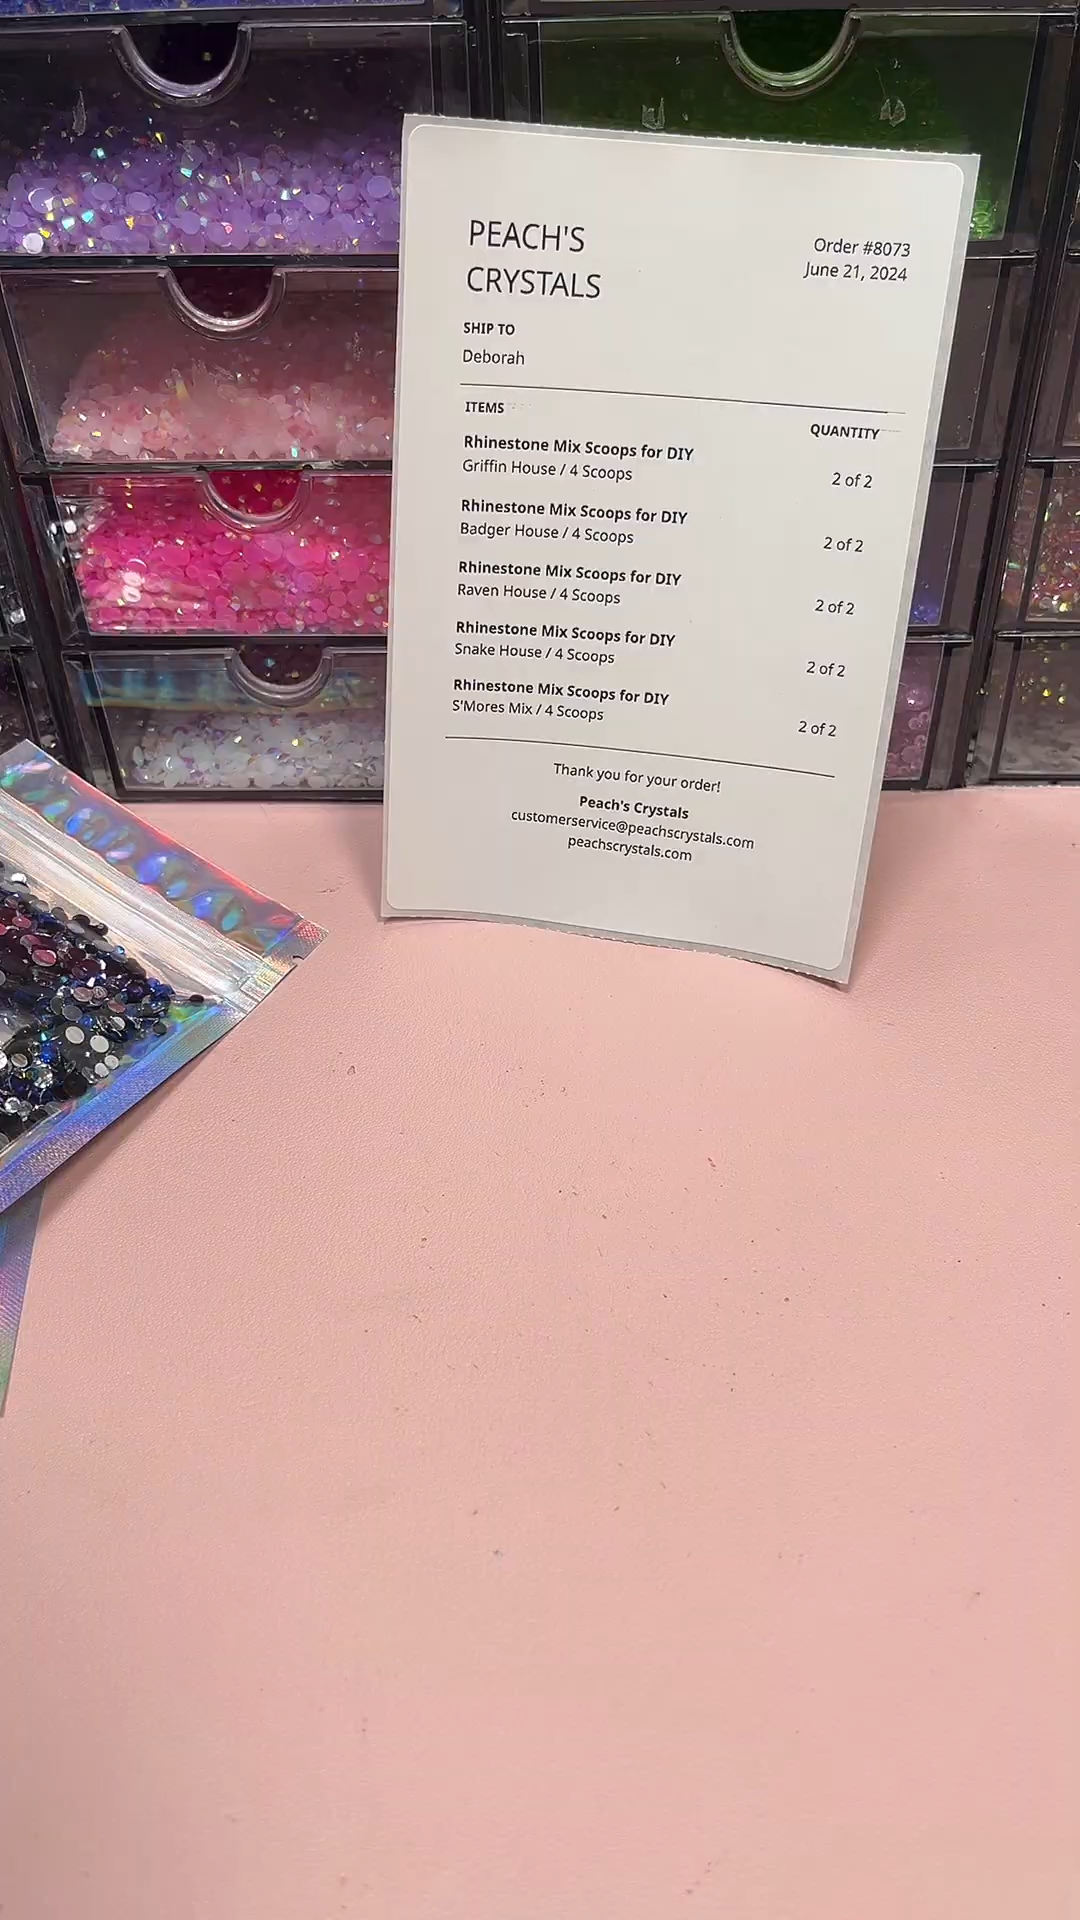 PEACH'S
CRYSTALS
Order #8073
June 21, 2024
SHIP TO
Deborah
ITEMS
QUANTITY
Rhinestone Mix Scoops for DIY
Griffin House / 4 Scoops
2 of 2
Rhinestone Mix Scoops for DIY
Badger House / 4 Scoops
2 of 2
Rhinestone Mix Scoops for DIY
Raven House / 4 Scoops
2 of 2
Rhinestone Mix Scoops for DIY
Snake House / 4 Scoops
2 of 2
Rhinestone Mix Scoops for DIY
S'Mores Mix / 4 Scoops
2 of 2
Thank you for your order!
Peach's Crystals
customerservice@peachscrystals.com
peachscrystals.com